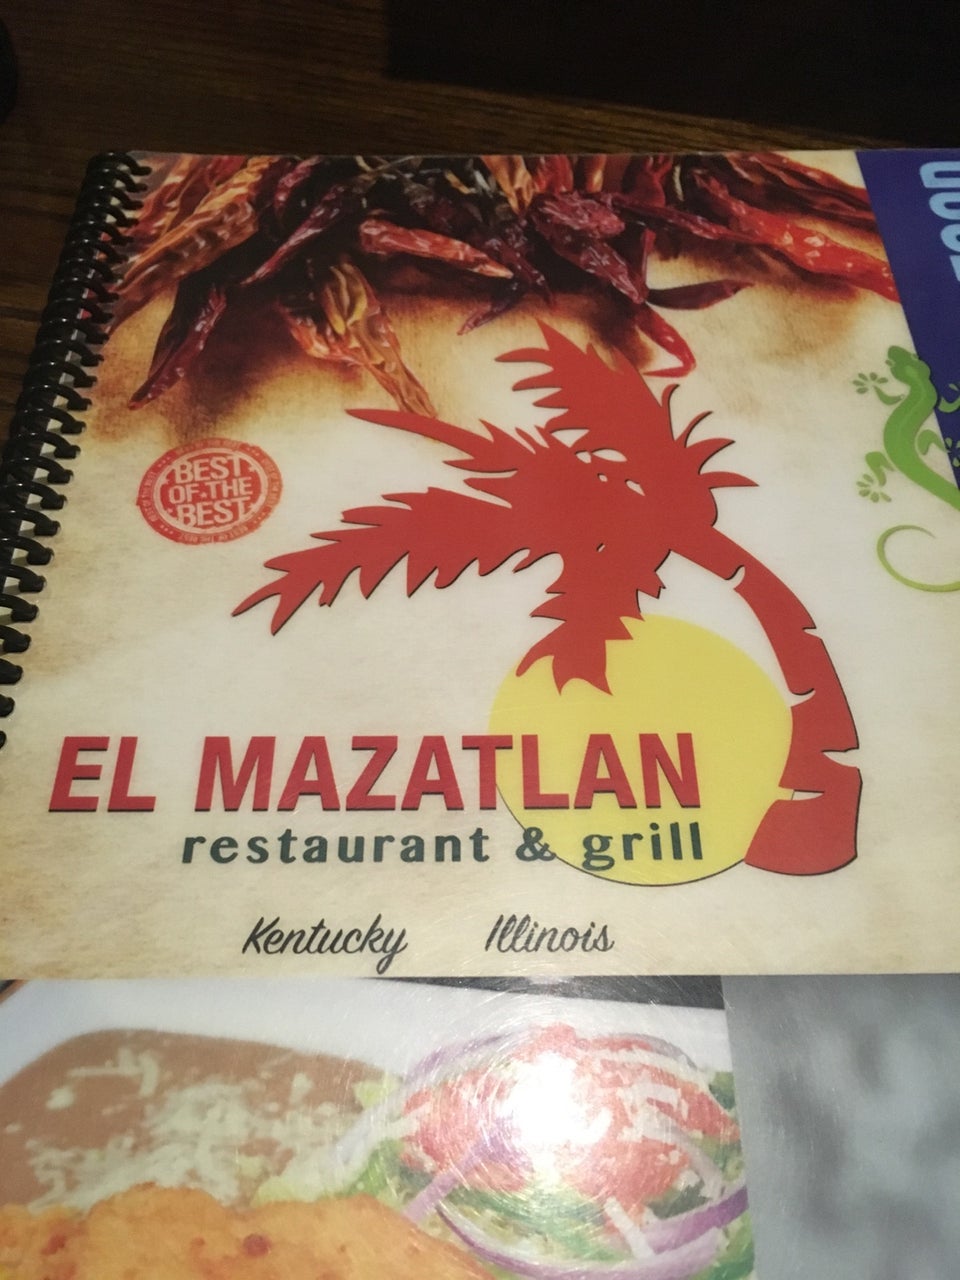 BEST
OF THE
BEST
EL MAZATLAN
restaurant & grill
Kentucky Illinois